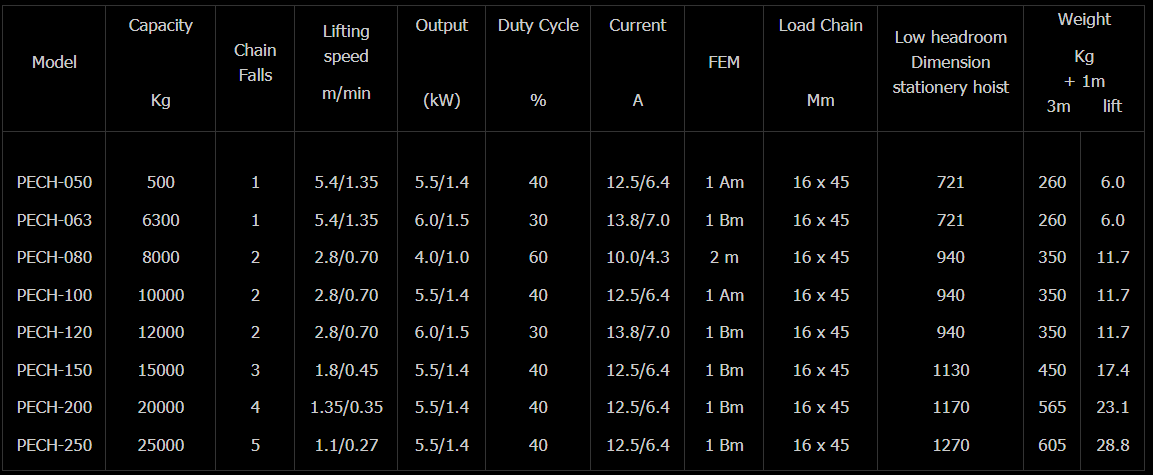 Model Capacity Kg Chain Falls Lifting speed m/min Output (kW) Duty Cycle % Current A FEM Load Chain Mm Low headroom Dimension stationery hoist Weight Kg + 1m 3m lift
PECH-050 500 1 5.4/1.35 5.5/1.4 40 12.5/6.4 1 Am 16 x 45 721 260 6.0
PECH-063 6300 1 5.4/1.35 6.0/1.5 30 13.8/7.0 1 Bm 16 x 45 721 260 6.0
PECH-080 8000 2 2.8/0.70 4.0/1.0 60 10.0/4.3 2 m 16 x 45 940 350 11.7
PECH-100 10000 2 2.8/0.70 5.5/1.4 40 12.5/6.4 1 Am 16 x 45 940 350 11.7
PECH-120 12000 2 2.8/0.70 6.0/1.5 30 13.8/7.0 1 Bm 16 x 45 940 350 11.7
PECH-150 15000 3 1.8/0.45 5.5/1.4 40 12.5/6.4 1 Bm 16 x 45 1130 450 17.4
PECH-200 20000 4 1.35/0.35 5.5/1.4 40 12.5/6.4 1 Bm 16 x 45 1170 565 23.1
PECH-250 25000 5 1.1/0.27 5.5/1.4 40 12.5/6.4 1 Bm 16 x 45 1270 605 28.8